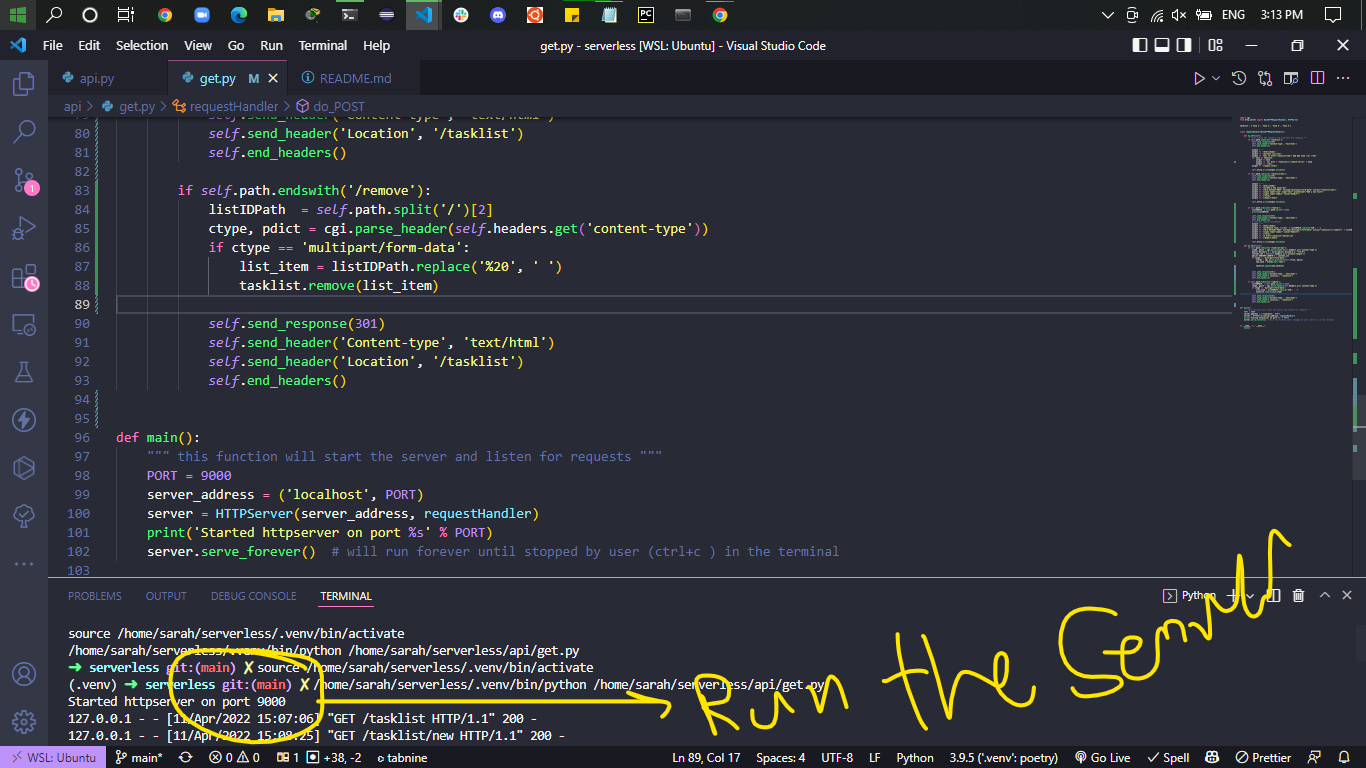 ENG 3:13 PM
File Edit Selection View Go Run Terminal Help get.py - serverless [WSL: Ubuntu] - Visual Studio Code
api.py get.py M README.md
api > get.py > requestHandler > do_POST
80 self.send_header('Location', '/tasklist')
81 self.end_headers()
82
83 if self.path.endswith('/remove'):
84 listIDPath = self.path.split('/')[2]
85 ctype, pdict = cgi.parse_header(self.headers.get('content-type'))
86 if ctype == 'multipart/form-data':
87 list_item = listIDPath.replace('%20', ' ')
88 tasklist.remove(list_item)
89
90 self.send_response(301)
91 self.send_header('Content-type', 'text/html')
92 self.send_header('Location', '/tasklist')
93 self.end_headers()
94
95
96 def main():
97 """ this function will start the server and listen for requests """
98 PORT = 9000
99 server_address = ('localhost', PORT)
100 server = HTTPServer(server_address, requestHandler)
101 print('Started httpserver on port %s' % PORT)
102 server.serve_forever() # will run forever until stopped by user (ctrl+c ) in the terminal
103
PROBLEMS OUTPUT DEBUG CONSOLE TERMINAL Python
source /home/sarah/serverless/.venv/bin/activate
/home/sarah/serverless/.venv/bin/python /home/sarah/serverless/api/get.py
➜ serverless git:(main) ✗ source /home/sarah/serverless/.venv/bin/activate
(.venv) ➜ serverless git:(main) ✗ /home/sarah/serverless/.venv/bin/python /home/sarah/serverless/api/get.py
Started httpserver on port 9000
127.0.0.1 - - [11/Apr/2022 15:07:06] "GET /tasklist HTTP/1.1" 200 -
127.0.0.1 - - [11/Apr/2022 15:08:25] "GET /tasklist/new HTTP/1.1" 200 -
Run the Server
WSL: Ubuntu main* 0 0 1 +38, -2 tabnine Ln 89, Col 17 Spaces: 4 UTF-8 LF Python 3.9.5 ('.venv': poetry) Go Live Spell Prettier